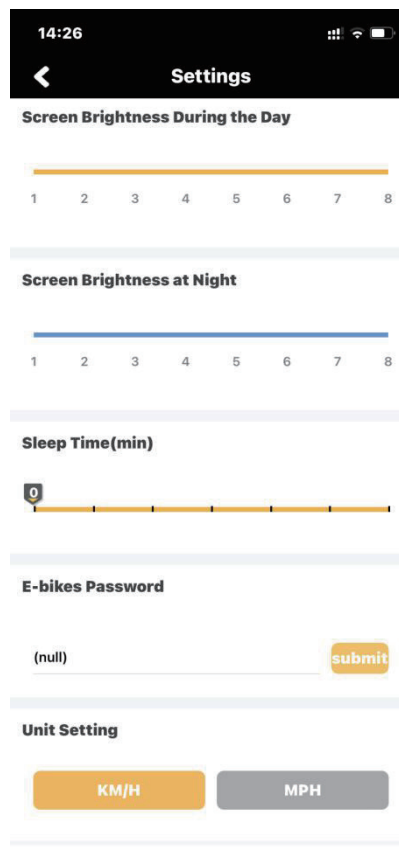 14:26
Settings
Screen Brightness During the Day
1 2 3 4 5 6 7 8
Screen Brightness at Night
1 2 3 4 5 6 7 8
Sleep Time(min)
0
E-bikes Password
(null) submit
Unit Setting
KM/H MPH